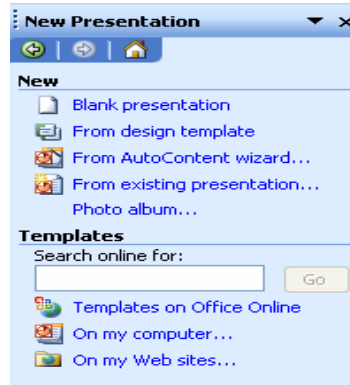 New Presentation
New
Blank presentation
From design template
From AutoContent wizard...
From existing presentation...
Photo album...
Templates
Search online for:
Go
Templates on Office Online
On my computer...
On my Web sites...